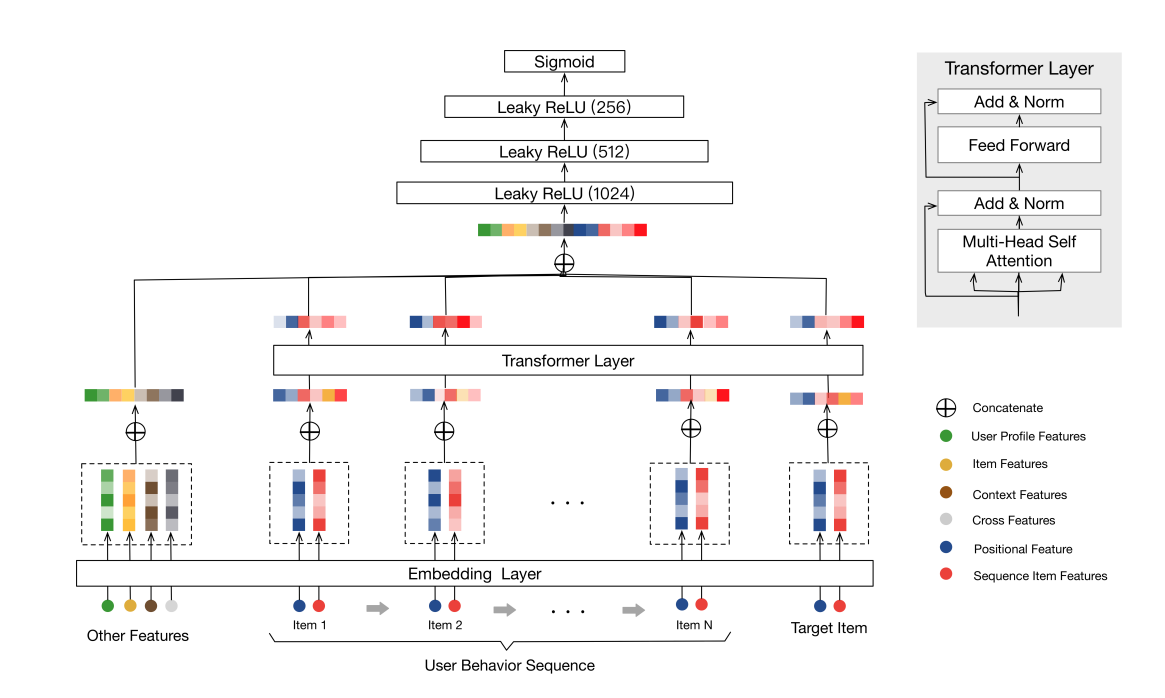 Sigmoid
Leaky ReLU (256)
Leaky ReLU (512)
Leaky ReLU (1024)
Transformer Layer
Embedding Layer
Other Features
Item 1
Item 2
. . .
. . .
Item N
Target Item
User Behavior Sequence
Transformer Layer
Add & Norm
Feed Forward
Add & Norm
Multi-Head Self
Attention
Concatenate
User Profile Features
Item Features
Context Features
Cross Features
Positional Feature
Sequence Item Features